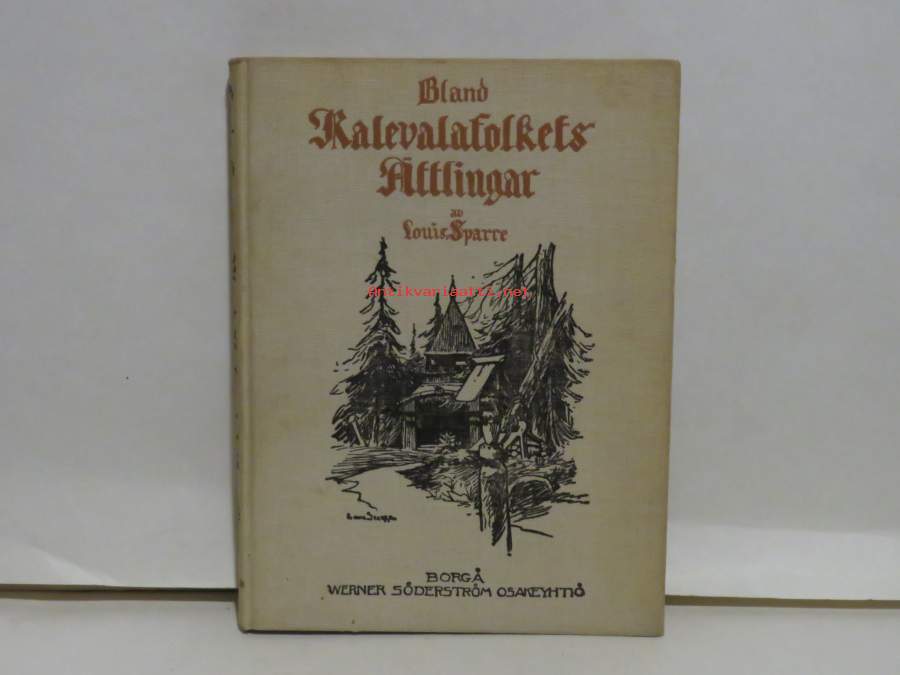 Bland
Kalevalafolkets
Ättlingar
av
Louis Sparre
Antikvariaatti.net
BORGÅ
WERNER SÖDERSTRÖM OSAKEYHTIÖ